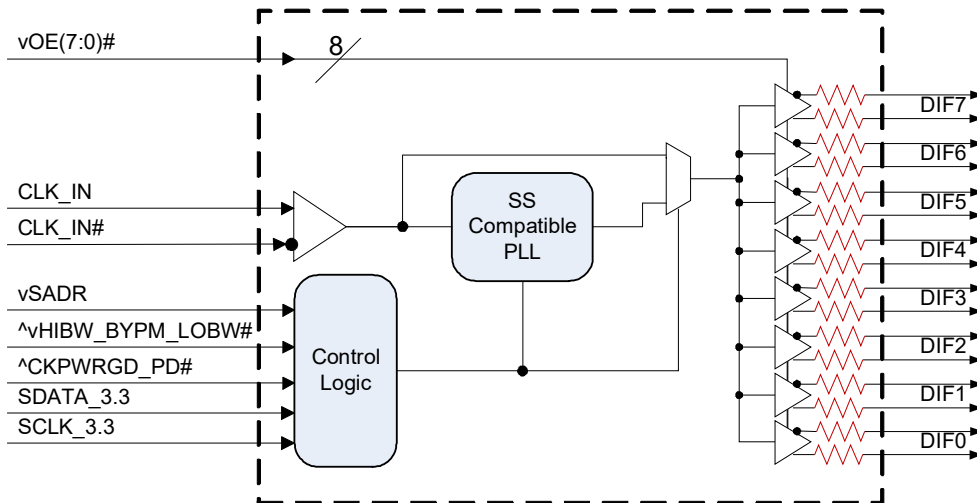 vOE(7:0)#
8
DIF7
DIF6
CLK_IN
SS
Compatible
PLL
DIF5
CLK_IN#
DIF4
vSADR
DIF3
^vHIBW_BYPM_LOBW#
Control
Logic
DIF2
^CKPWRGD_PD#
SDATA_3.3
DIF1
SCLK_3.3
DIF0